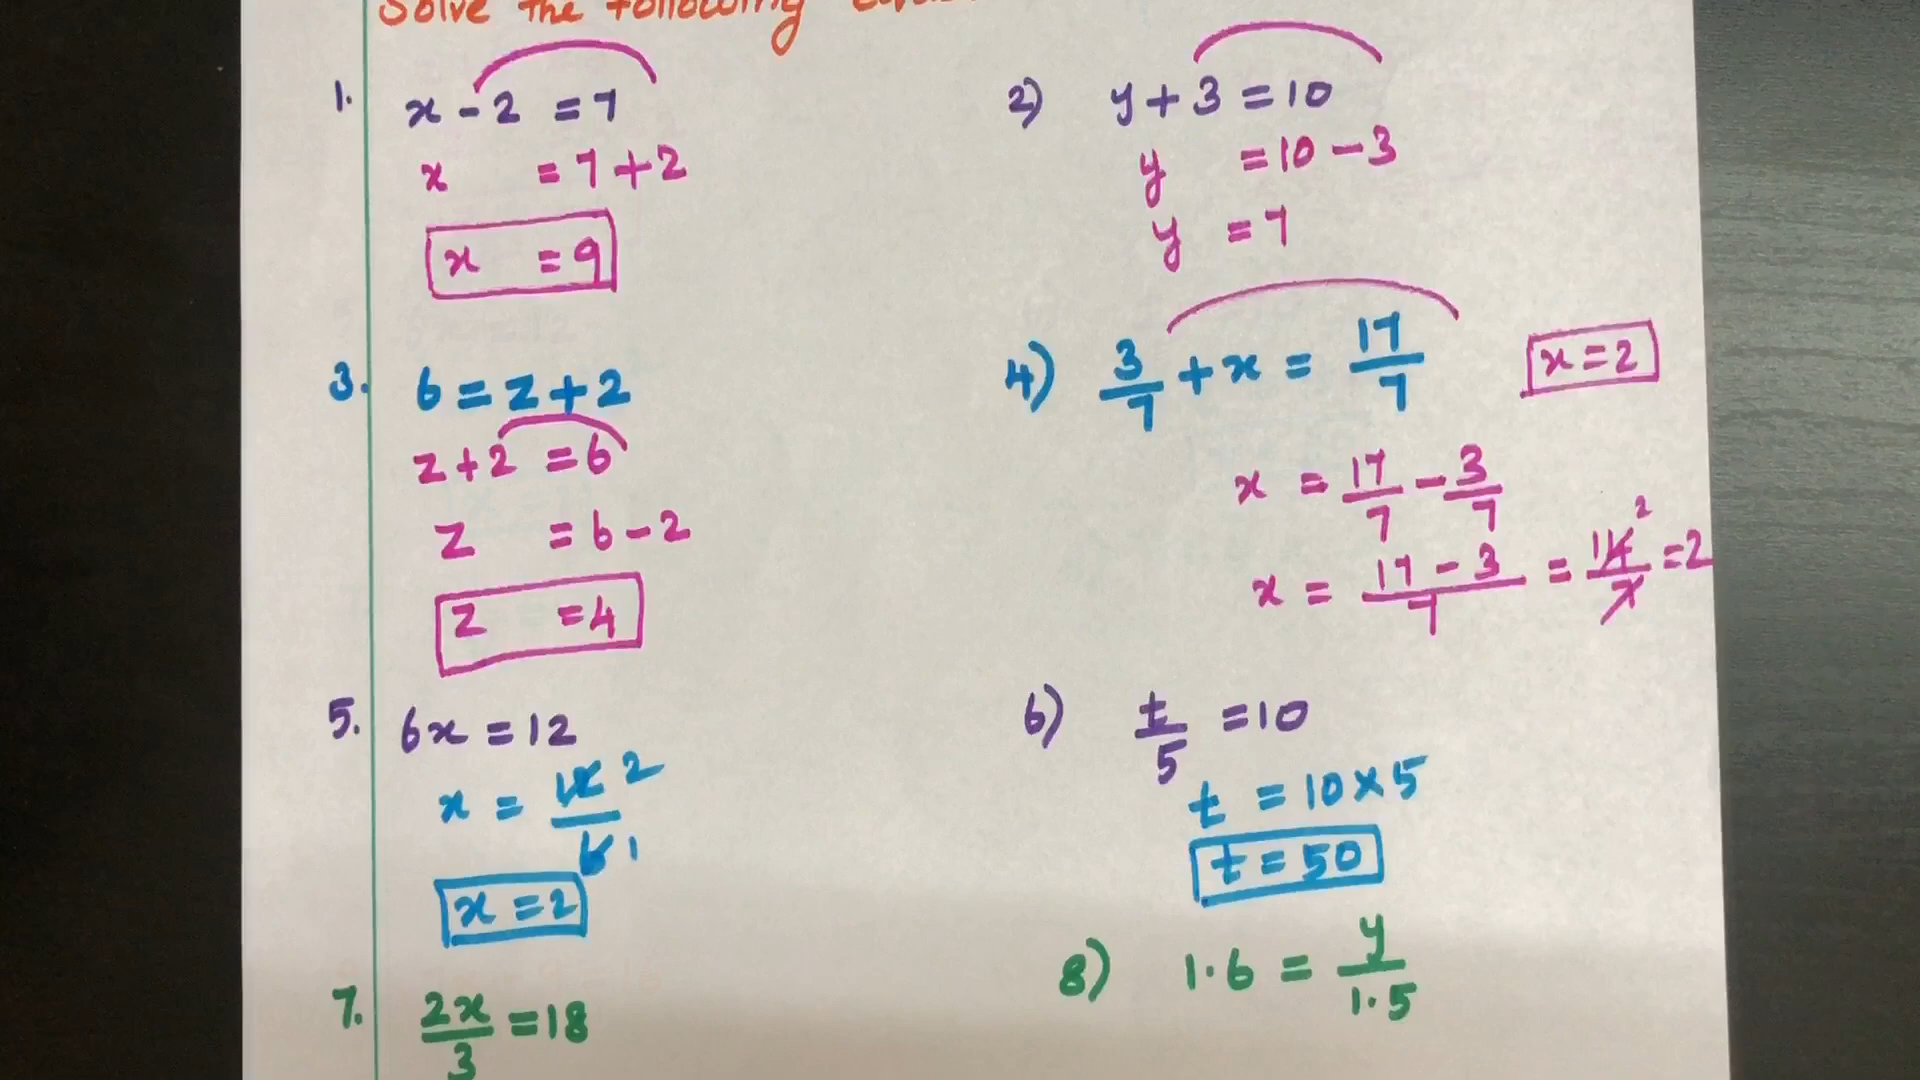 Solve the following
1. x - 2 = 7
x = 7 + 2
x = 9
2) y + 3 = 10
y = 10 - 3
y = 7
3. 6 = z + 2
z + 2 = 6
z = 6 - 2
z = 4
4) 3/7 + x = 17/7
x = 2
x = 17/7 - 3/7
x = (17 - 3)/7 = 14/7 2 = 2
5. 6x = 12
x = 12/6 2 1
x = 2
6) t/5 = 10
t = 10 × 5
t = 50
7. 2x/3 = 18
8) 1.6 = y/1.5